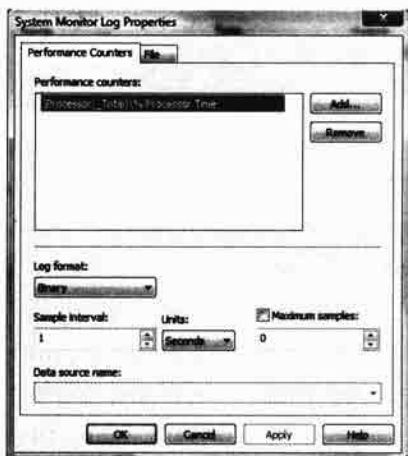 System Monitor Log Properties
Performance Counters File
Performance counters:
\Processor(_Total)\% Processor Time
Add...
Remove
Log format:
Binary
Sample interval: Units: Maximum samples:
1 Seconds 0
Data source name:
OK Cancel Apply Help